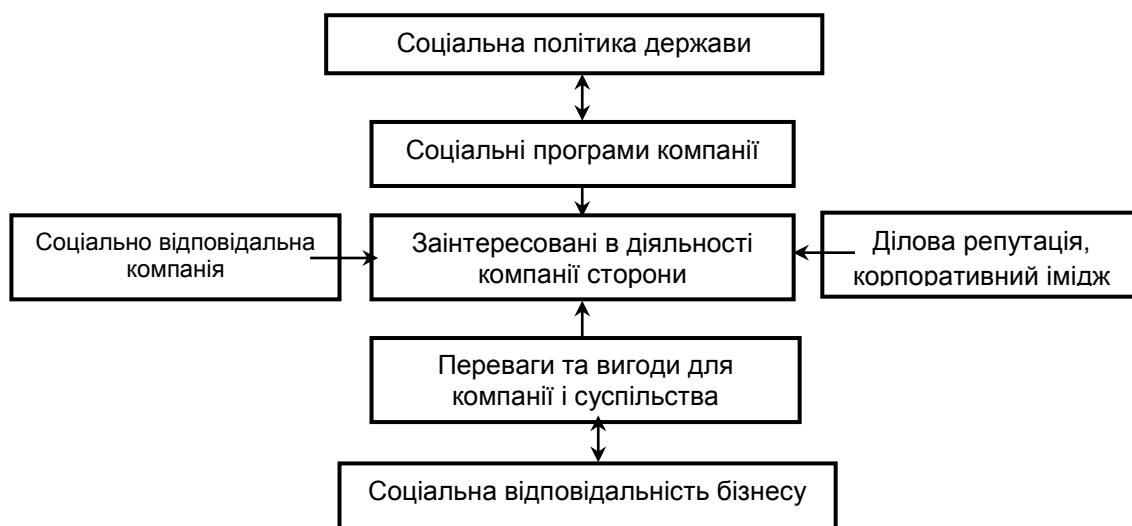 Соціальна політика держави
Соціальні програми компанії
Соціально відповідальна
компанія
Заінтересовані в діяльності
компанії сторони
Ділова репутація,
корпоративний імідж
Переваги та вигоди для
компанії і суспільства
Соціальна відповідальність бізнесу